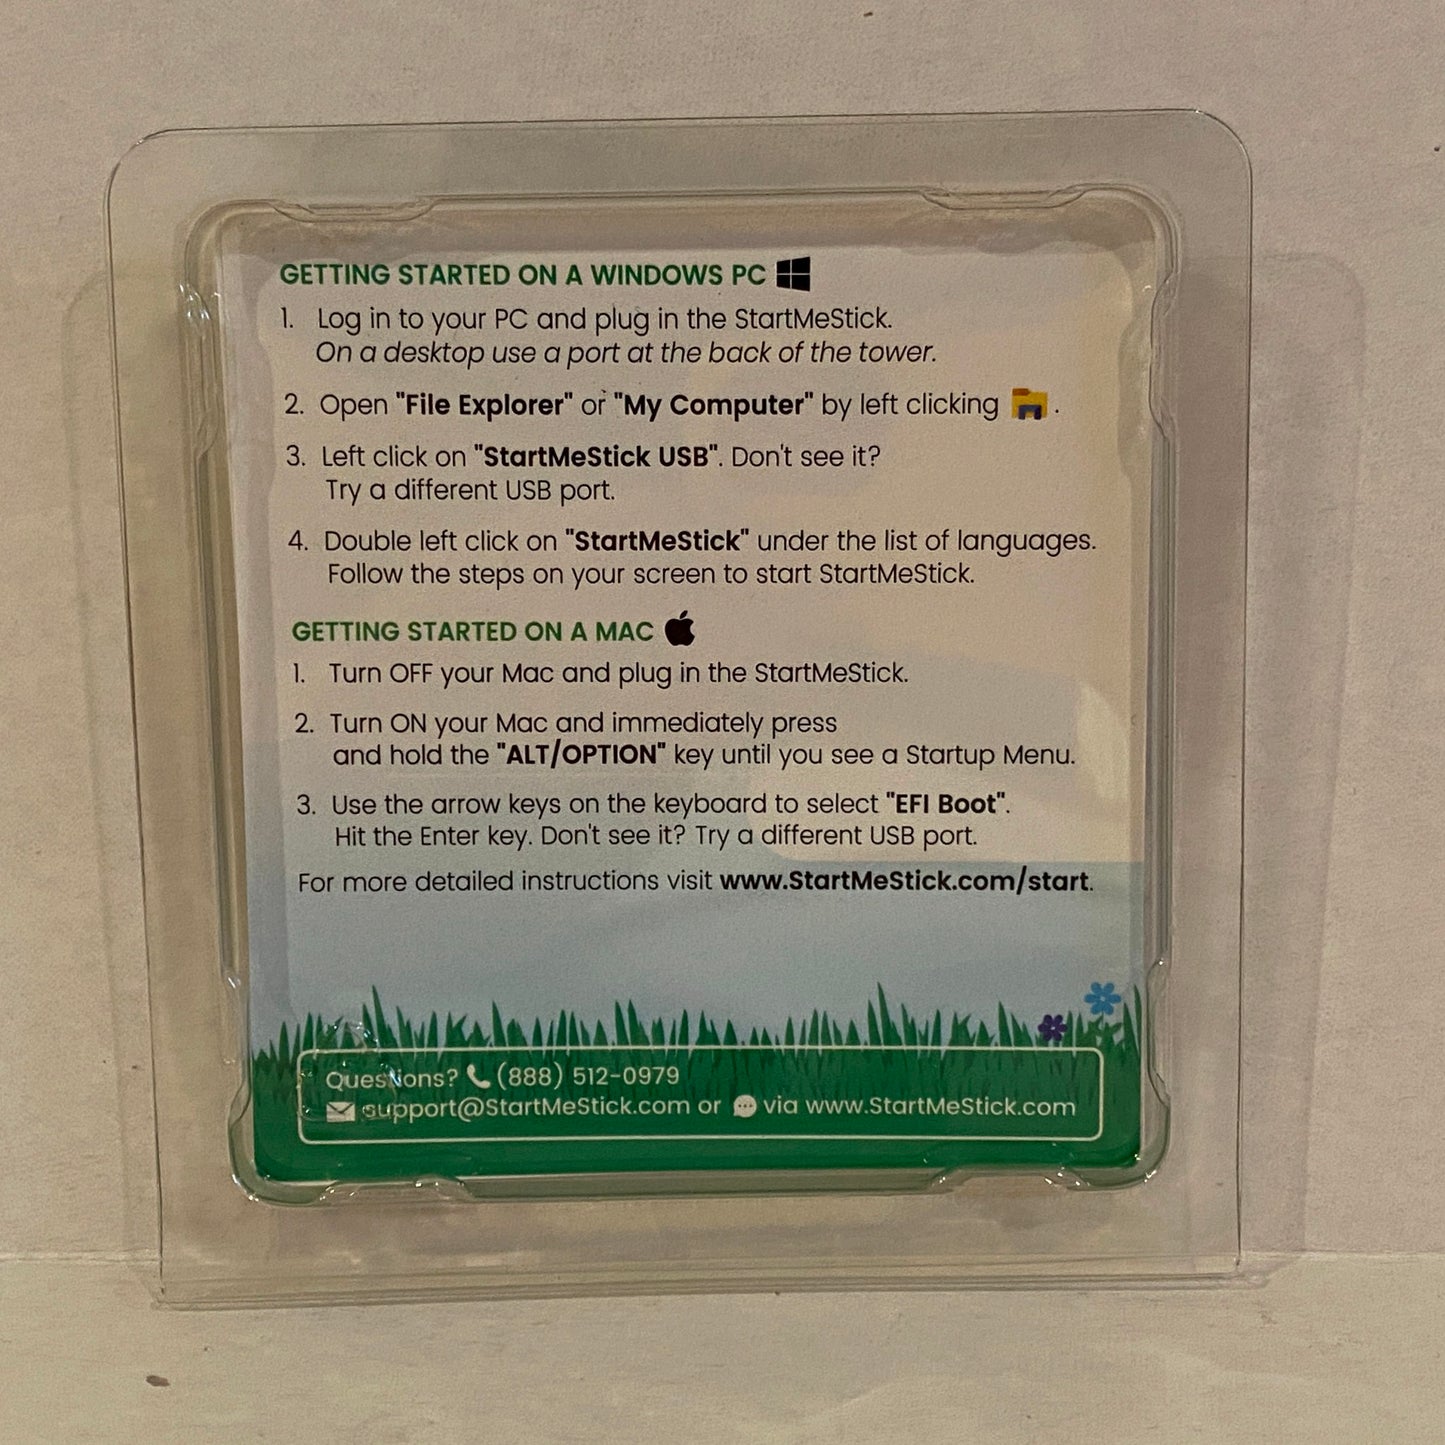 GETTING STARTED ON A WINDOWS PC
1. Log in to your PC and plug in the StartMeStick.
On a desktop use a port at the back of the tower.
2. Open "File Explorer" or "My Computer" by left clicking .
3. Left click on "StartMeStick USB". Don't see it?
Try a different USB port.
4. Double left click on "StartMeStick" under the list of languages.
Follow the steps on your screen to start StartMeStick.
GETTING STARTED ON A MAC
1. Turn OFF your Mac and plug in the StartMeStick.
2. Turn ON your Mac and immediately press
and hold the "ALT/OPTION" key until you see a Startup Menu.
3. Use the arrow keys on the keyboard to select "EFI Boot".
Hit the Enter key. Don't see it? Try a different USB port.
For more detailed instructions visit www.StartMeStick.com/start.
Questions? (888) 512-0979
support@StartMeStick.com or via www.StartMeStick.com